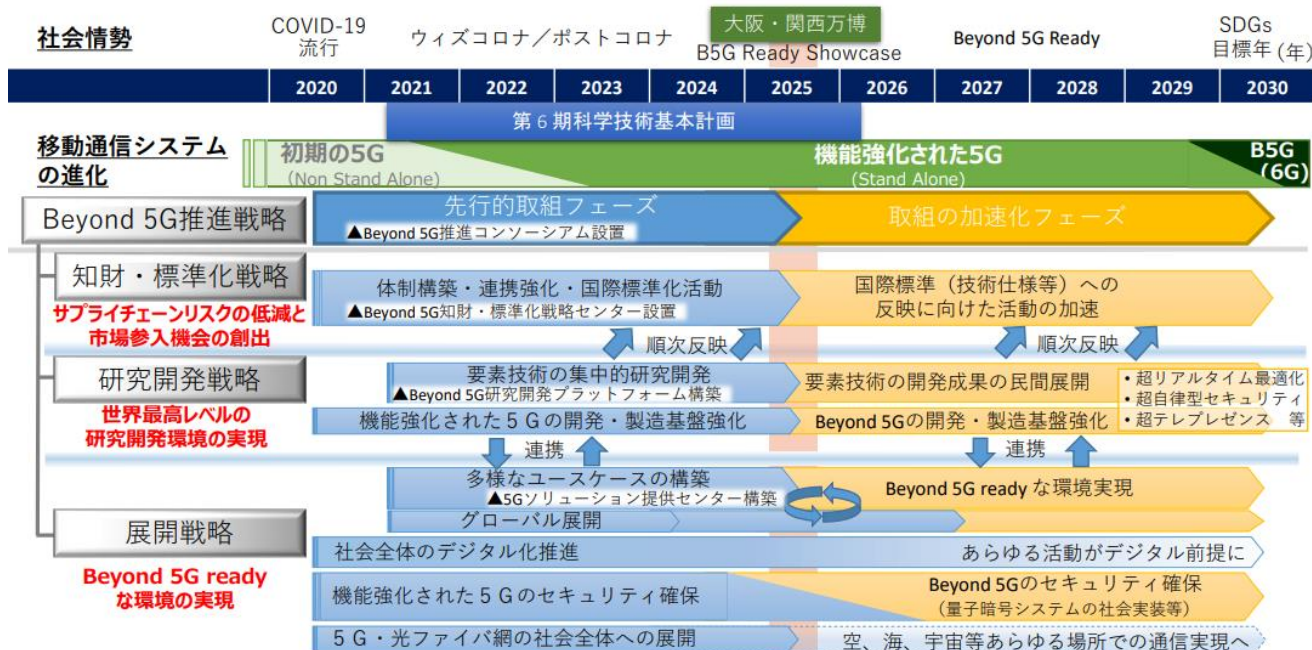 社会情勢
COVID-19
流行
ウィズコロナ／ポストコロナ
大阪・関西万博
B5G Ready Showcase
Beyond 5G Ready
SDGs
目標年 (年)
2020 2021 2022 2023 2024 2025 2026 2027 2028 2029 2030
第6期科学技術基本計画
移動通信システム
の進化
初期の5G
(Non Stand Alone)
機能強化された5G
(Stand Alone)
B5G
(6G)
Beyond 5G推進戦略
先行的取組フェーズ
▲Beyond 5G推進コンソーシアム設置
取組の加速化フェーズ
知財・標準化戦略
サプライチェーンリスクの低減と
市場参入機会の創出
体制構築・連携強化・国際標準化活動
▲Beyond 5G知財・標準化戦略センター設置
国際標準（技術仕様等）への
反映に向けた活動の加速
順次反映
順次反映
研究開発戦略
世界最高レベルの
研究開発環境の実現
要素技術の集中的研究開発
▲Beyond 5G研究開発プラットフォーム構築
要素技術の開発成果の民間展開
・超リアルタイム最適化
・超自律型セキュリティ
・超テレプレゼンス 等
機能強化された５Ｇの開発・製造基盤強化
Beyond 5Gの開発・製造基盤強化
連携
連携
展開戦略
Beyond 5G ready
な環境の実現
多様なユースケースの構築
▲5Gソリューション提供センター構築
Beyond 5G ready な環境実現
グローバル展開
社会全体のデジタル化推進
あらゆる活動がデジタル前提に
機能強化された５Ｇのセキュリティ確保
Beyond 5Gのセキュリティ確保
(量子暗号システムの社会実装等)
５Ｇ・光ファイバ網の社会全体への展開
空、海、宇宙等あらゆる場所での通信実現へ